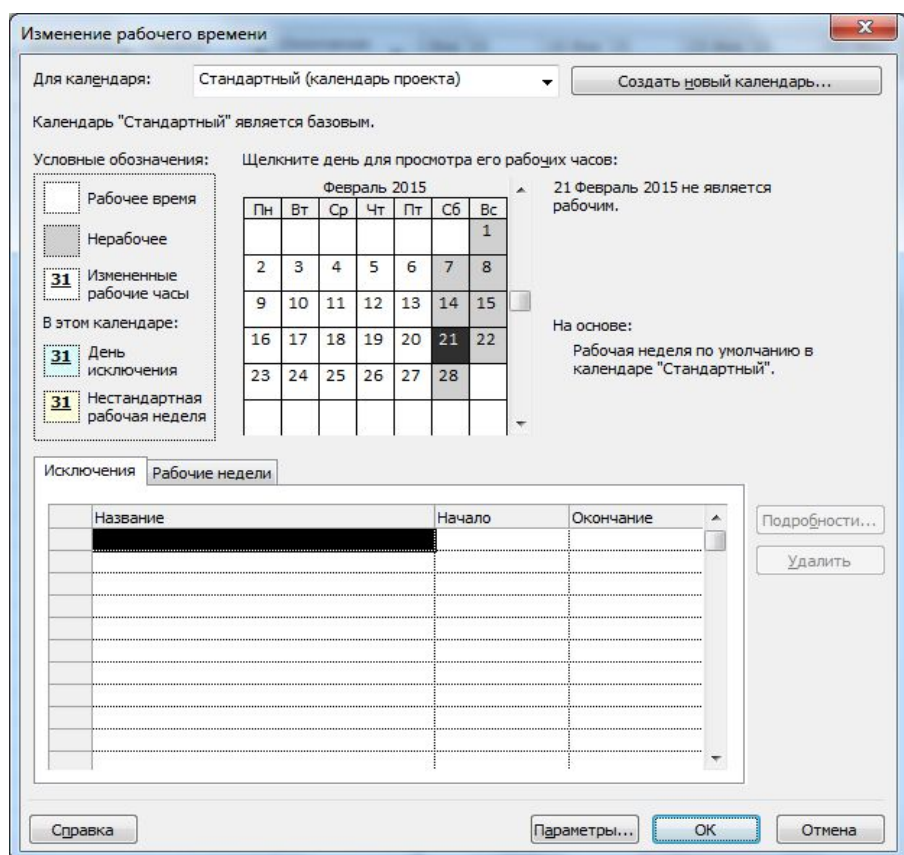 Изменение рабочего времени
Для календаря: Стандартный (календарь проекта) Создать новый календарь...
Календарь "Стандартный" является базовым.
Условные обозначения:
Рабочее время
Нерабочее
31 Измененные
рабочие часы
В этом календаре:
31 День
исключения
31 Нестандартная
рабочая неделя
Щелкните день для просмотра его рабочих часов:
Февраль 2015
Пн Вт Ср Чт Пт Сб Вс
1
2 3 4 5 6 7 8
9 10 11 12 13 14 15
16 17 18 19 20 21 22
23 24 25 26 27 28
21 Февраль 2015 не является
рабочим.
На основе:
Рабочая неделя по умолчанию в
календаре "Стандартный".
Исключения Рабочие недели
Название Начало Окончание
Подробности...
Удалить
Справка Параметры... ОК Отмена